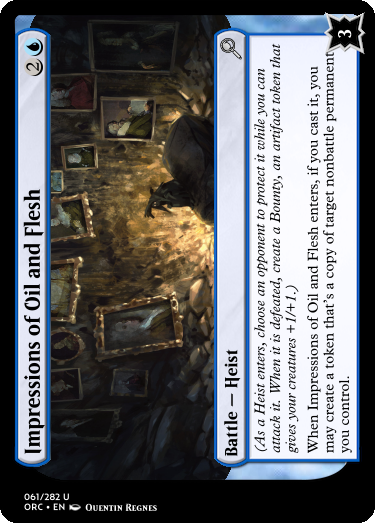 Impressions of Oil and Flesh 2
Battle — Heist
(As a Heist enters, choose an opponent to protect it while you can
attack it. When it is defeated, create a Bounty, an artifact token that
gives your creatures +1/+1.)
When Impressions of Oil and Flesh enters, if you cast it, you
may create a token that's a copy of target nonbattle permanent
you control.
3
061/282 U
ORC • EN Quentin Regnes